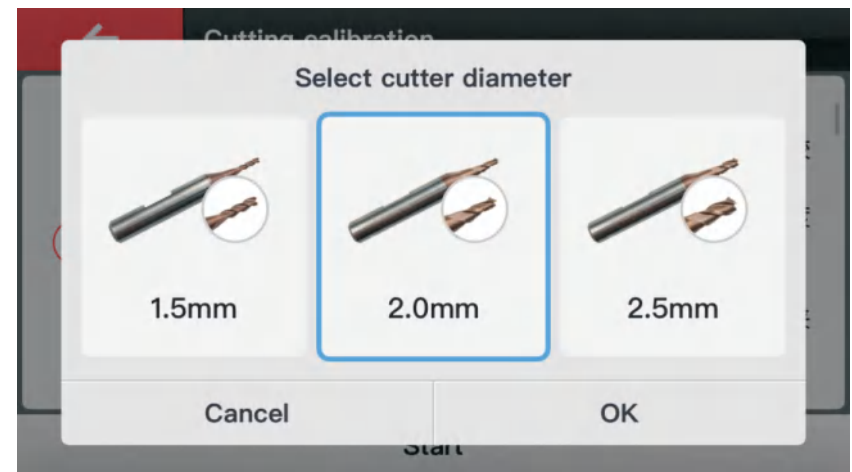 Cutting calibration
Select cutter diameter
1.5mm
2.0mm
2.5mm
Cancel
OK
Start